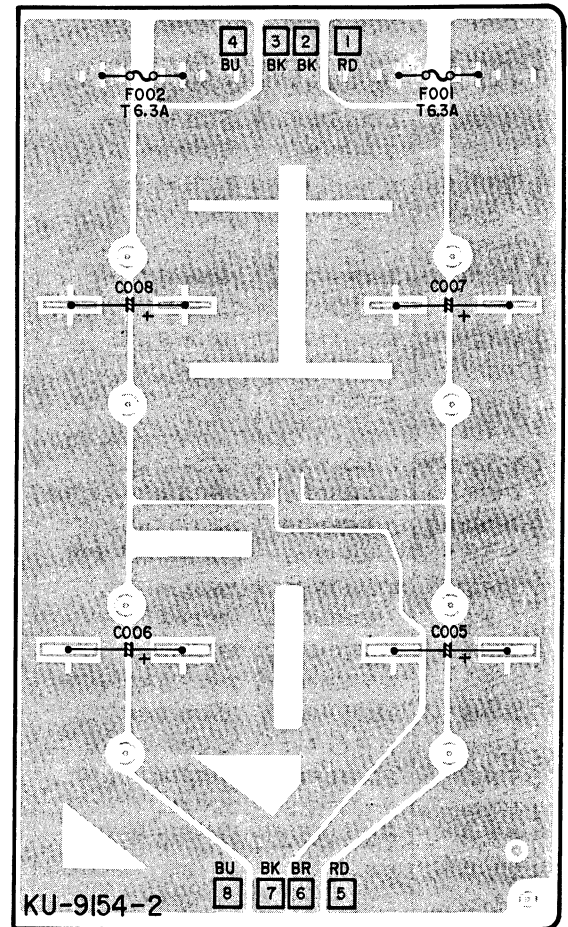 4 3 2 1
BU BK BK RD
F002 F001
T6.3A T6.3A
C008 C007
+ +
C006 C005
+ +
BU BK BR RD
8 7 6 5
KU-9154-2